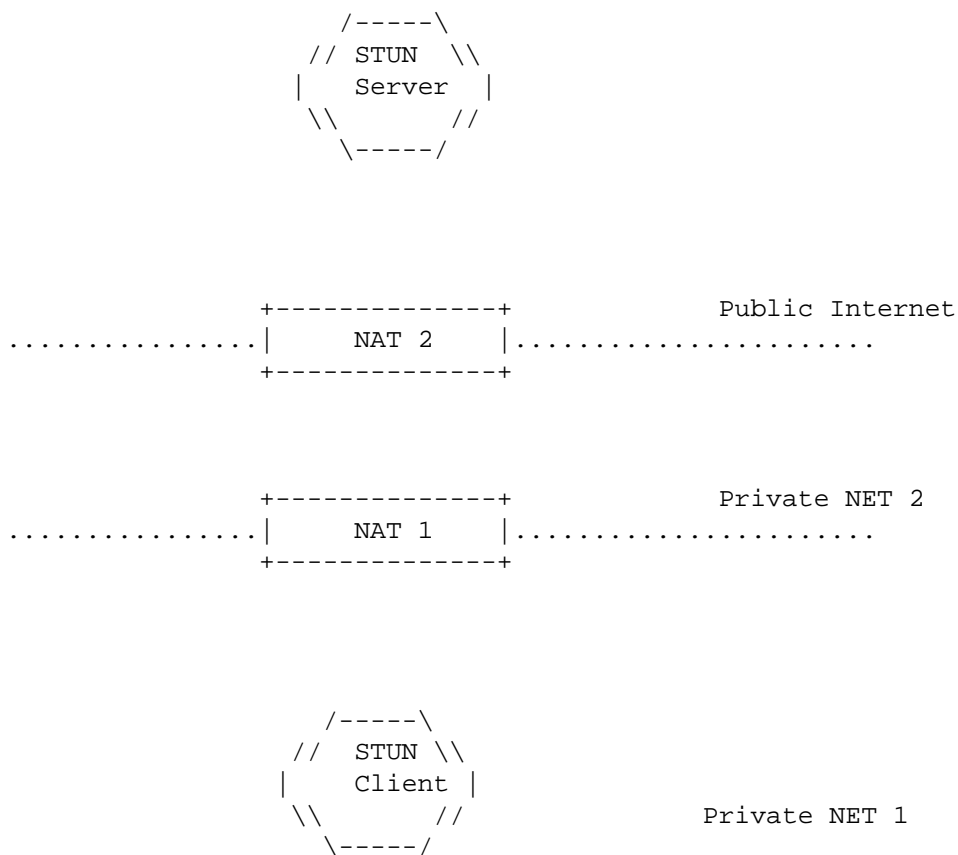 STUN
Server
Public Internet
NAT 2
Private NET 2
NAT 1
STUN
Client
Private NET 1